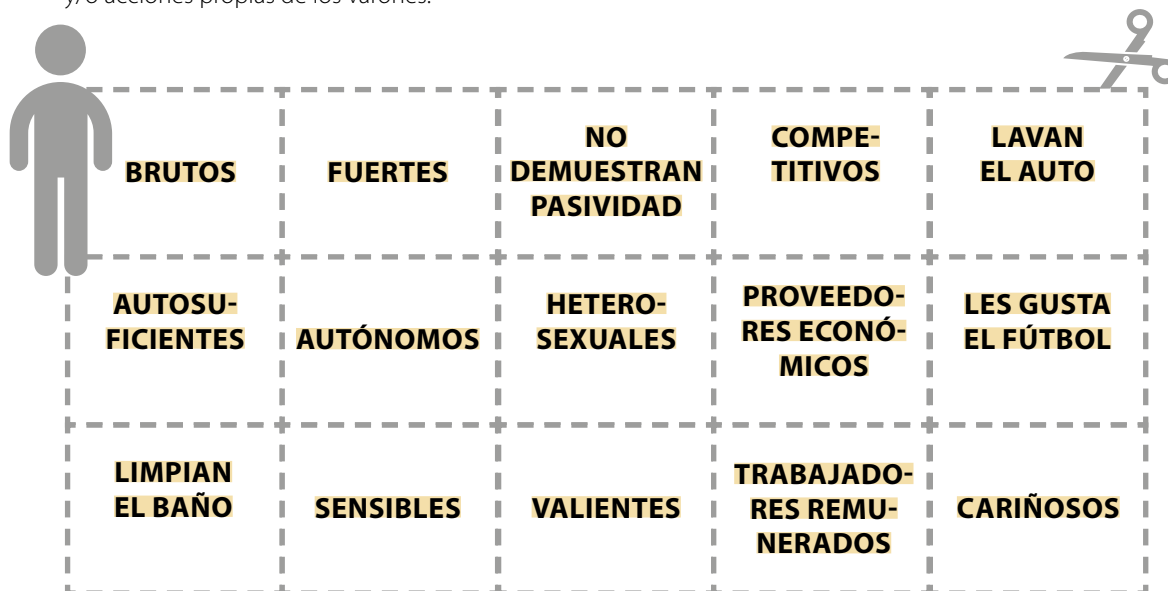 y/o acciones propias de los varones.
BRUTOS
FUERTES
NO
DEMUESTRAN
PASIVIDAD
COMPE-
TITIVOS
LAVAN
EL AUTO
AUTOSU-
FICIENTES
AUTÓNOMOS
HETERO-
SEXUALES
PROVEEDO-
RES ECONÓ-
MICOS
LES GUSTA
EL FÚTBOL
LIMPIAN
EL BAÑO
SENSIBLES
VALIENTES
TRABAJADO-
RES REMU-
NERADOS
CARIÑOSOS